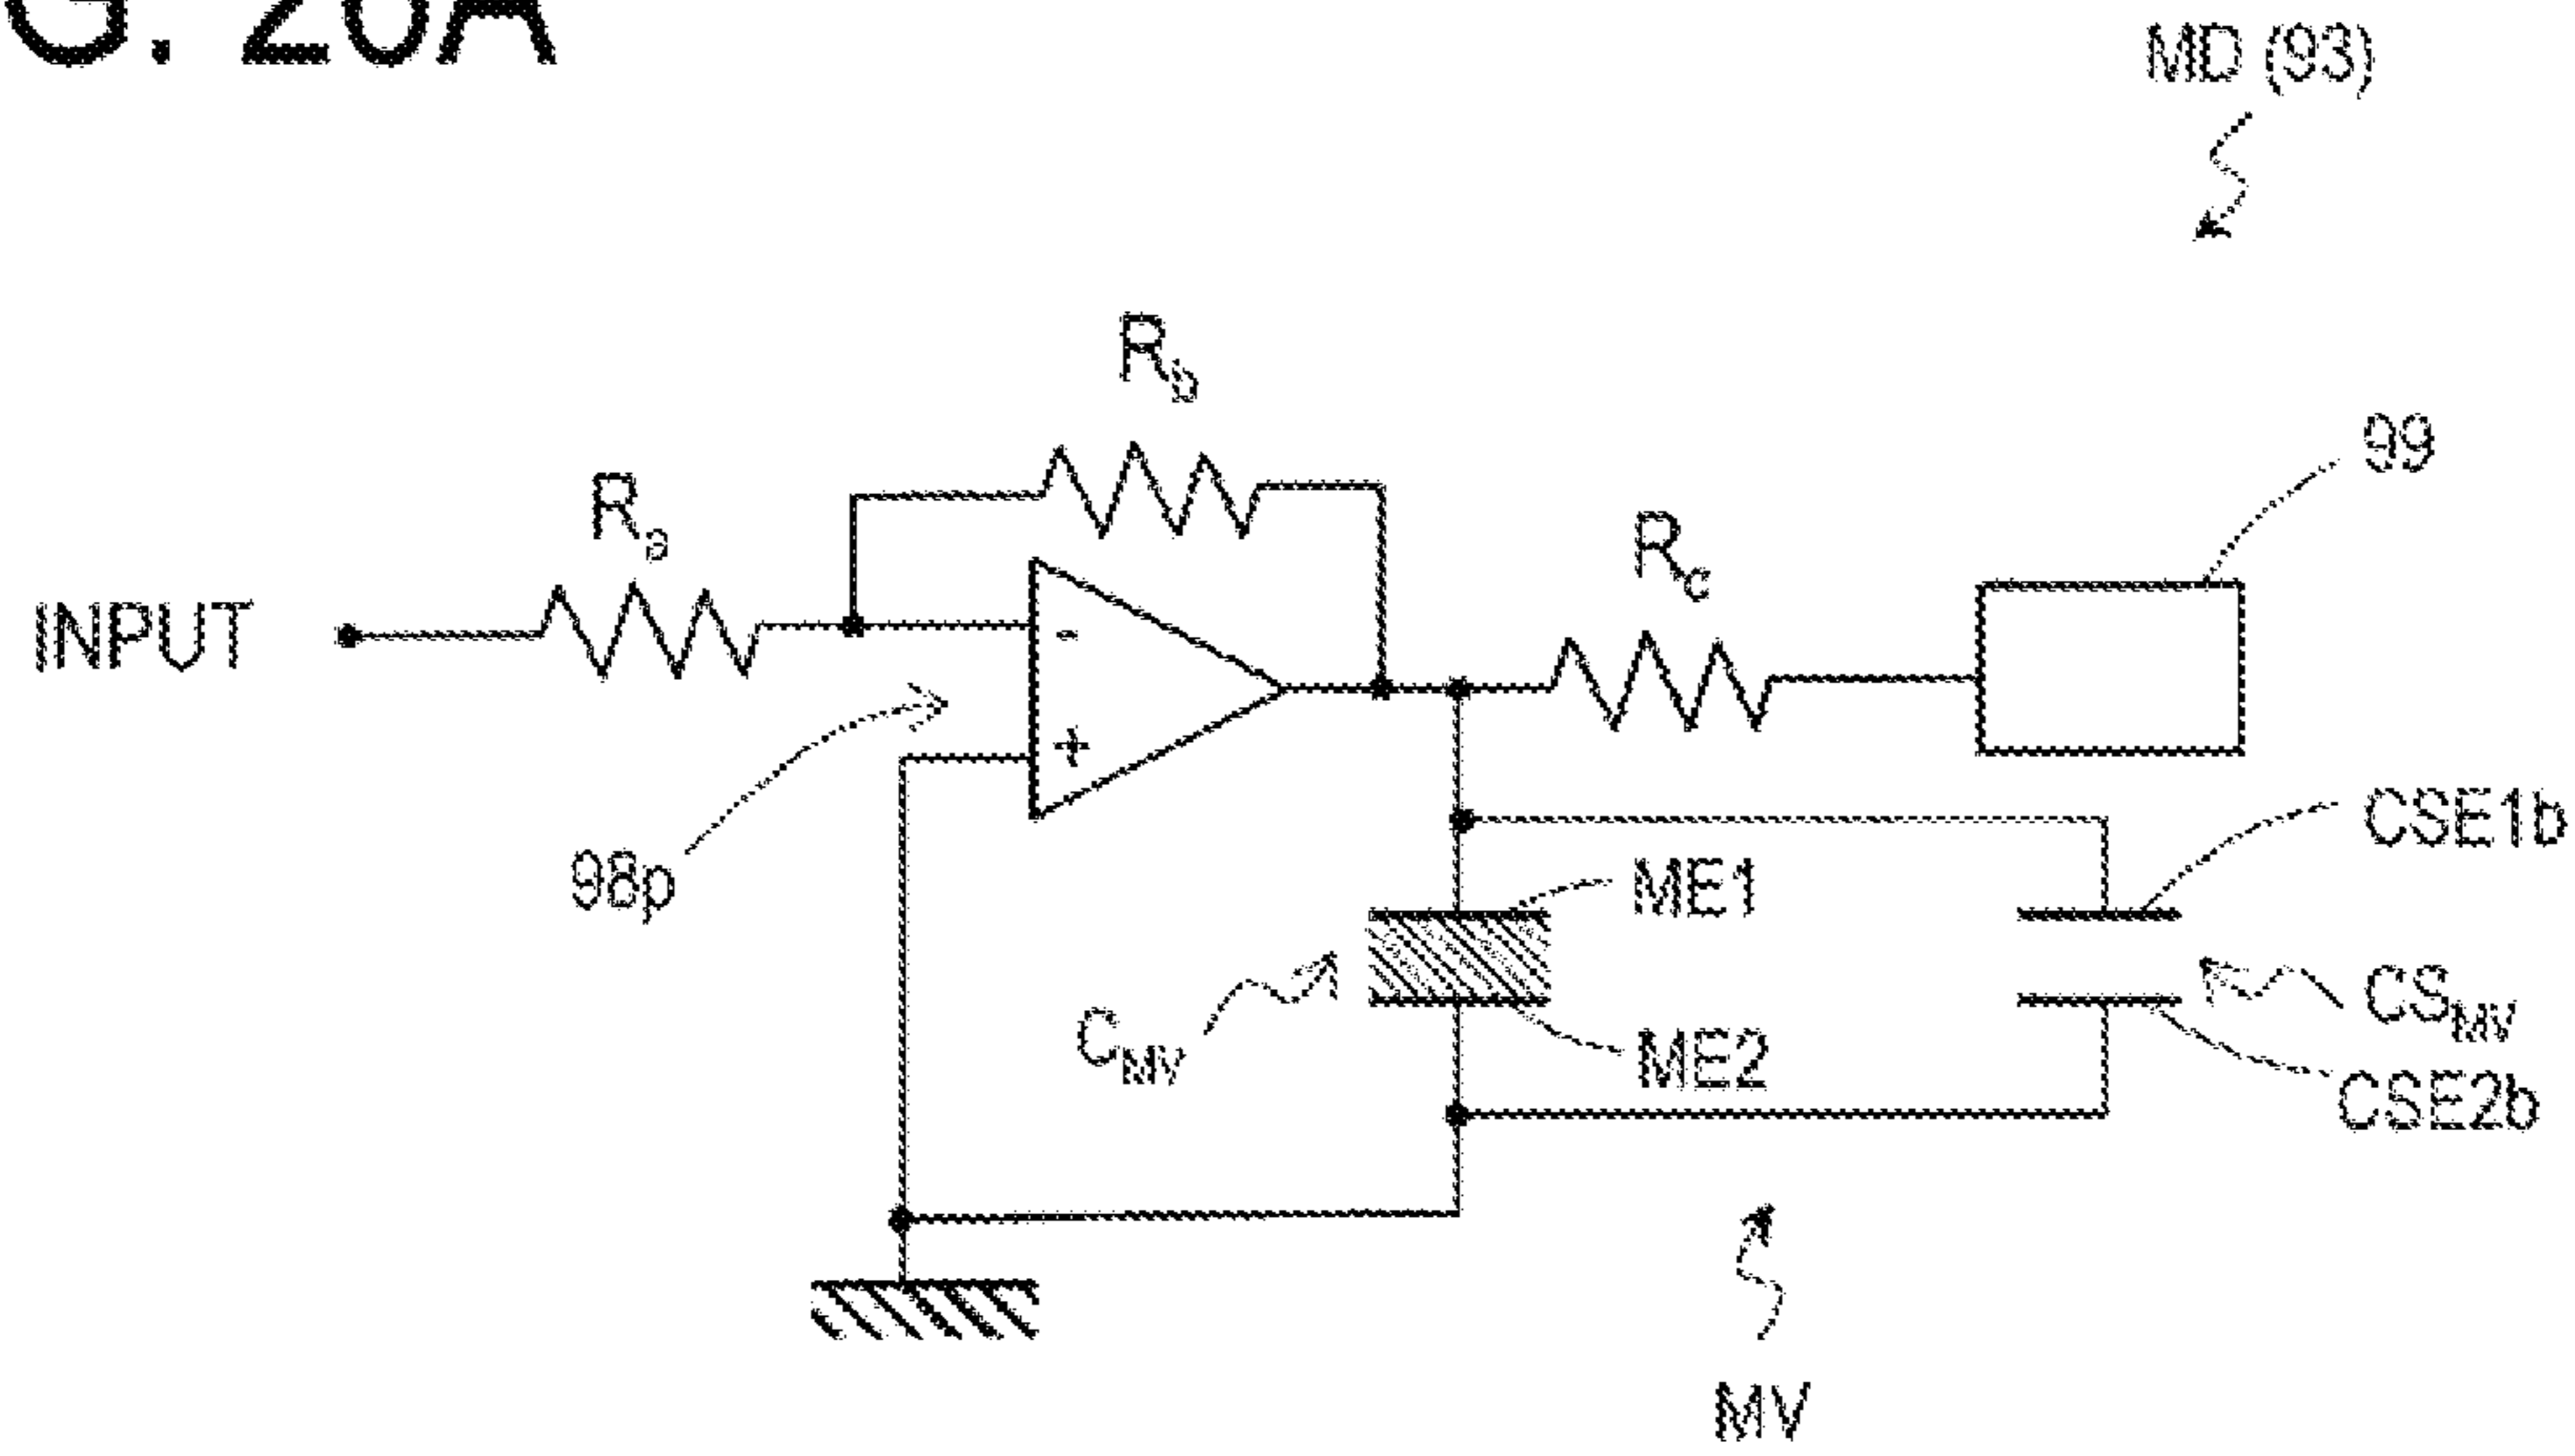 G. 20A
MD (93)
Rb
Ra
Rc
99
INPUT
-
+
98p
CSE1b
ME1
CMV
CSMV
ME2
CSE2b
MV